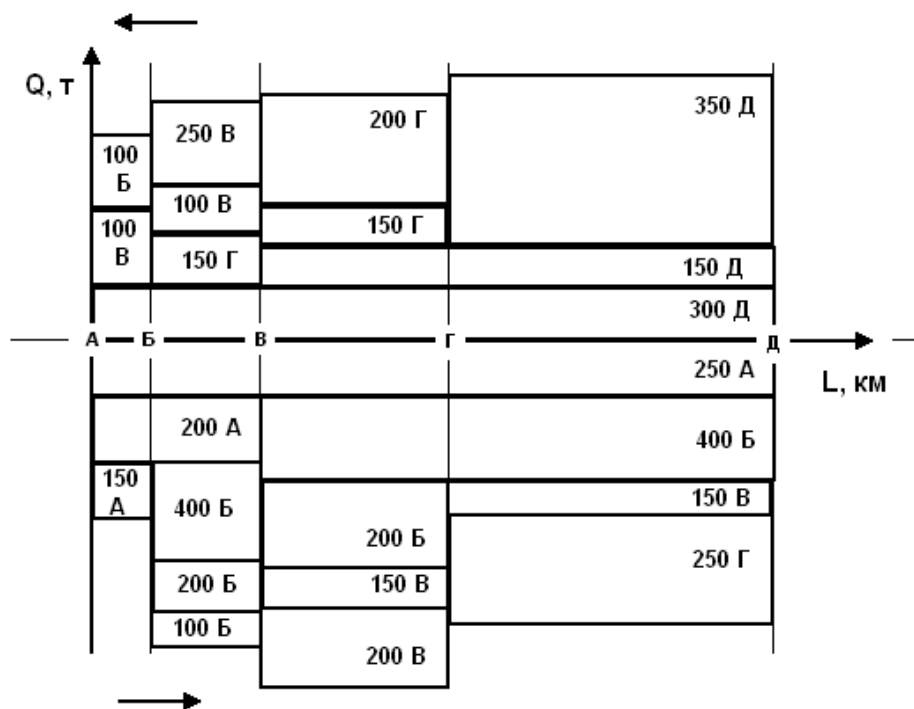 Q, т
100
Б
250 В
200 Г
350 Д
100
В
100 В
150 Г
150 Г
150 Д
300 Д
А
Б
В
Г
Д
250 А
L, км
200 А
400 Б
150
А
400 Б
200 Б
150 В
200 Б
150 В
250 Г
100 Б
200 В